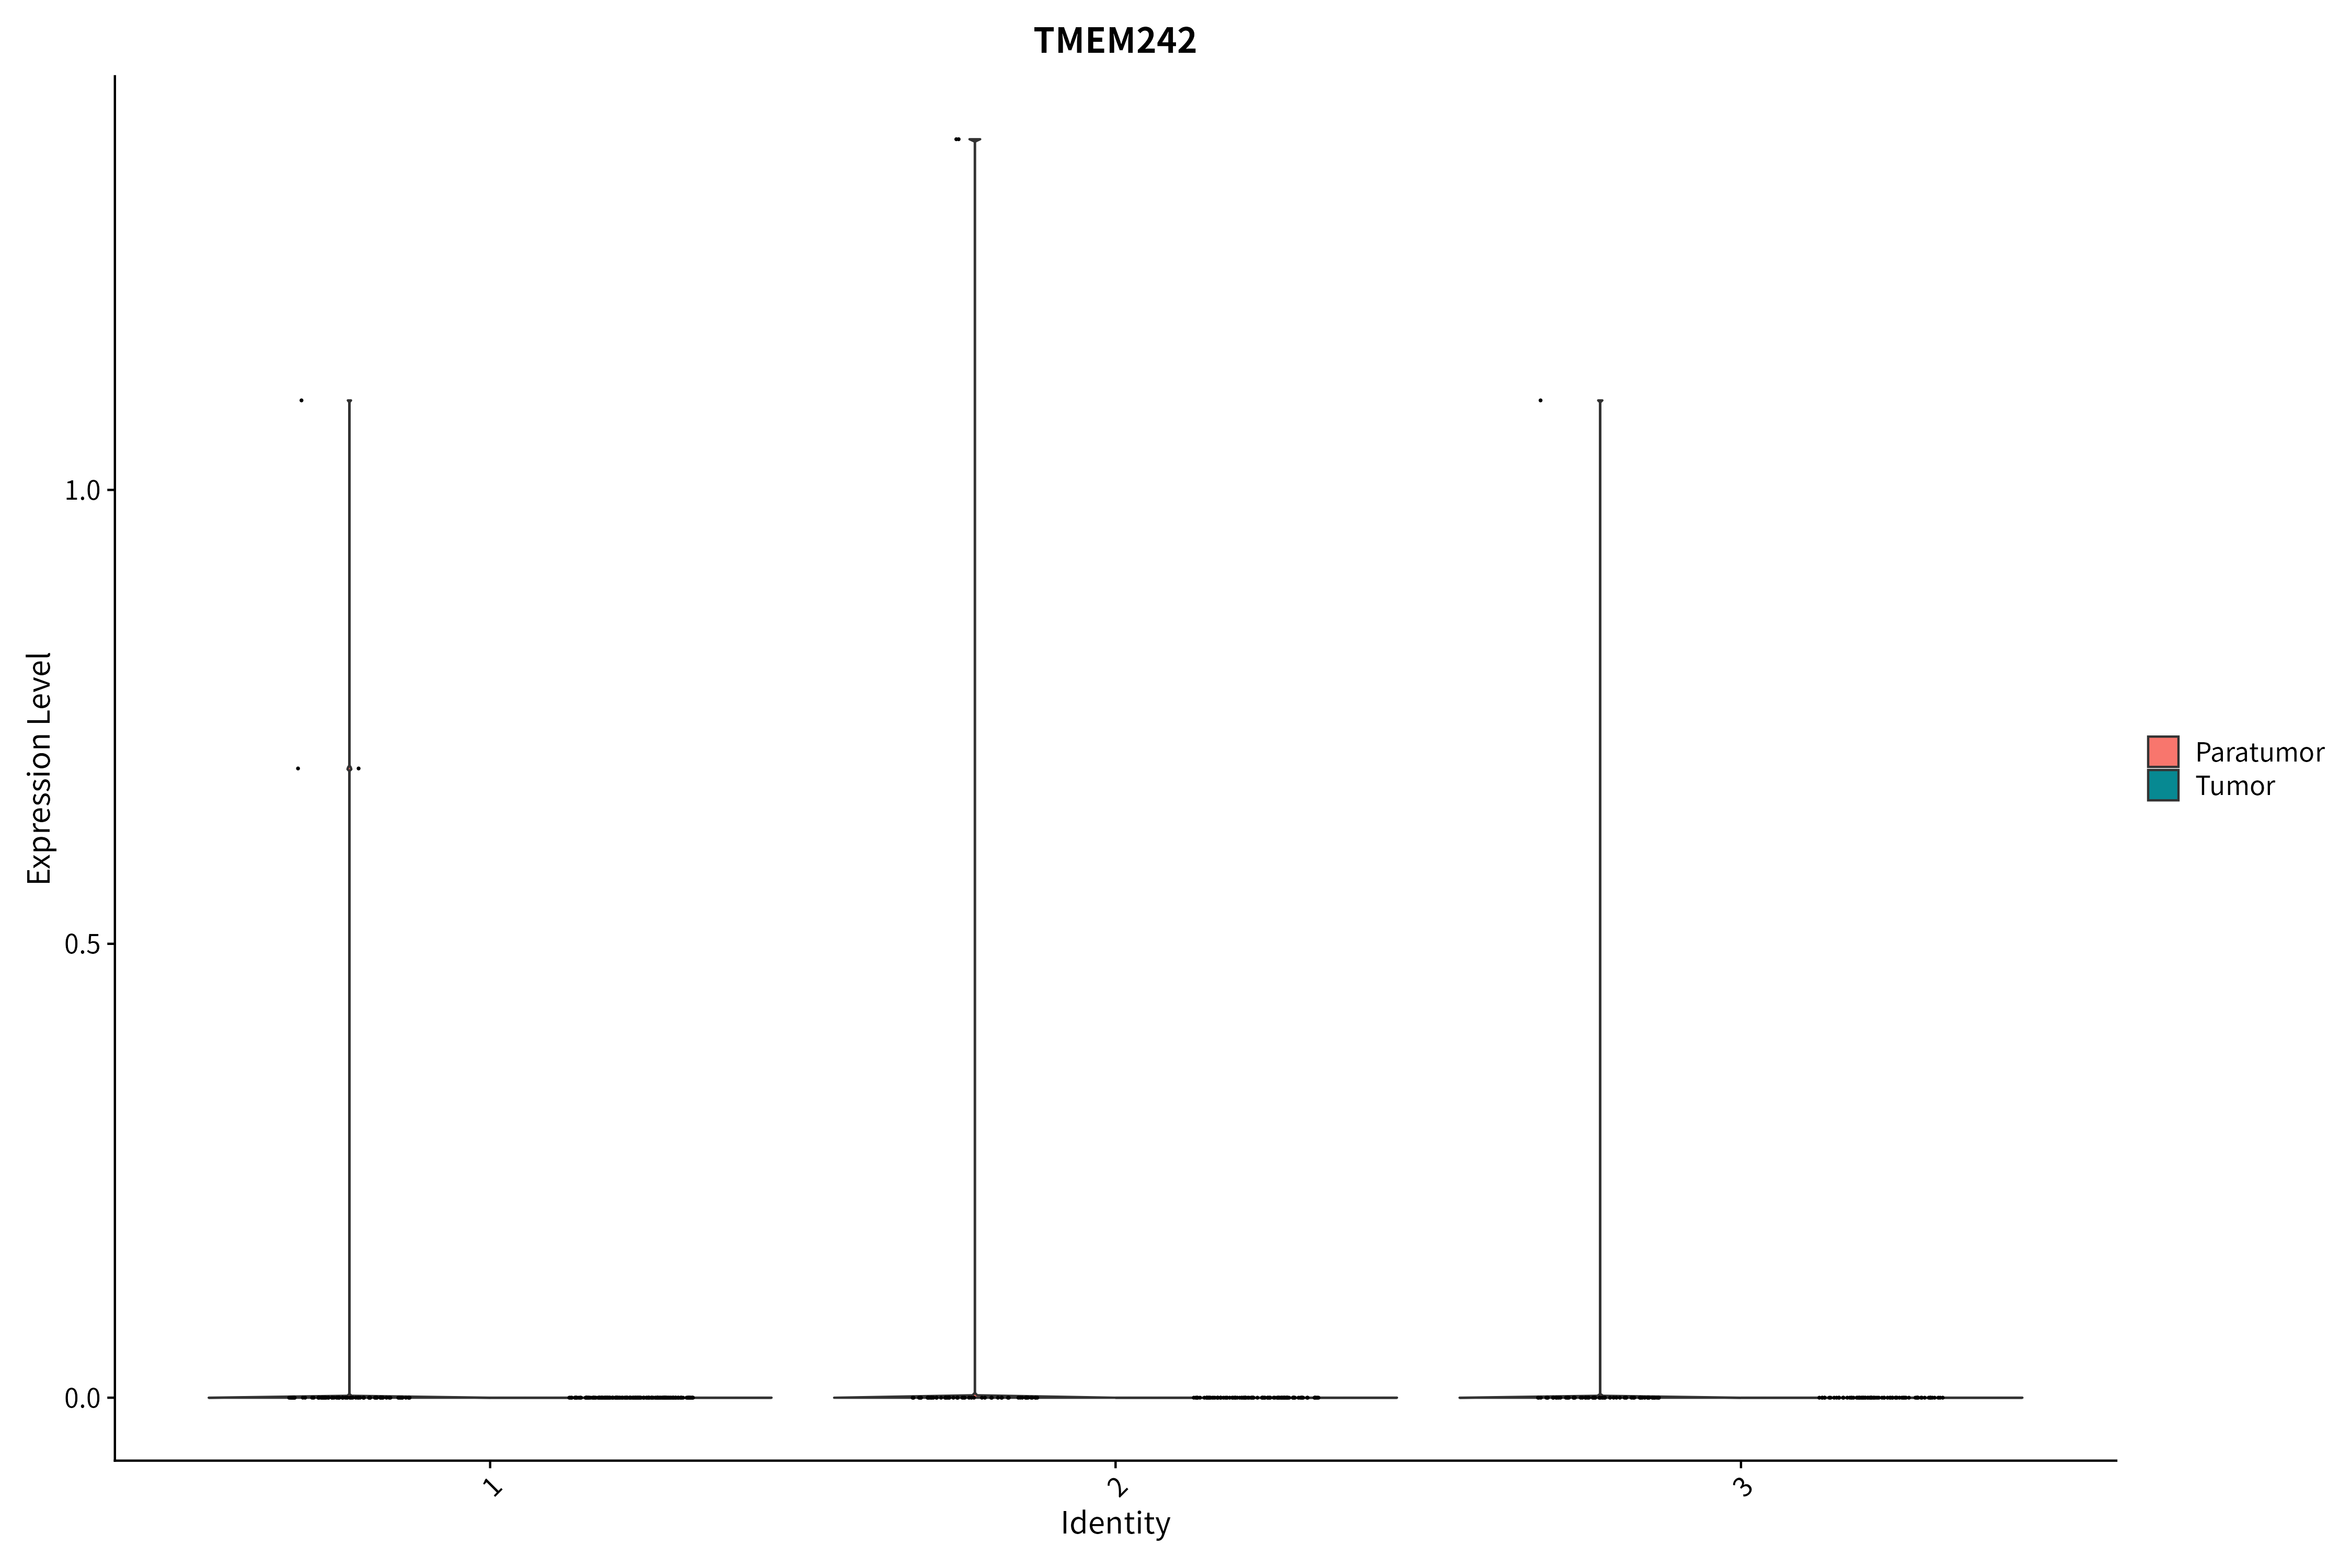 TMEM242
Expression Level
1.0
0.5
0.0
1
2
3
Identity
Paratumor
Tumor